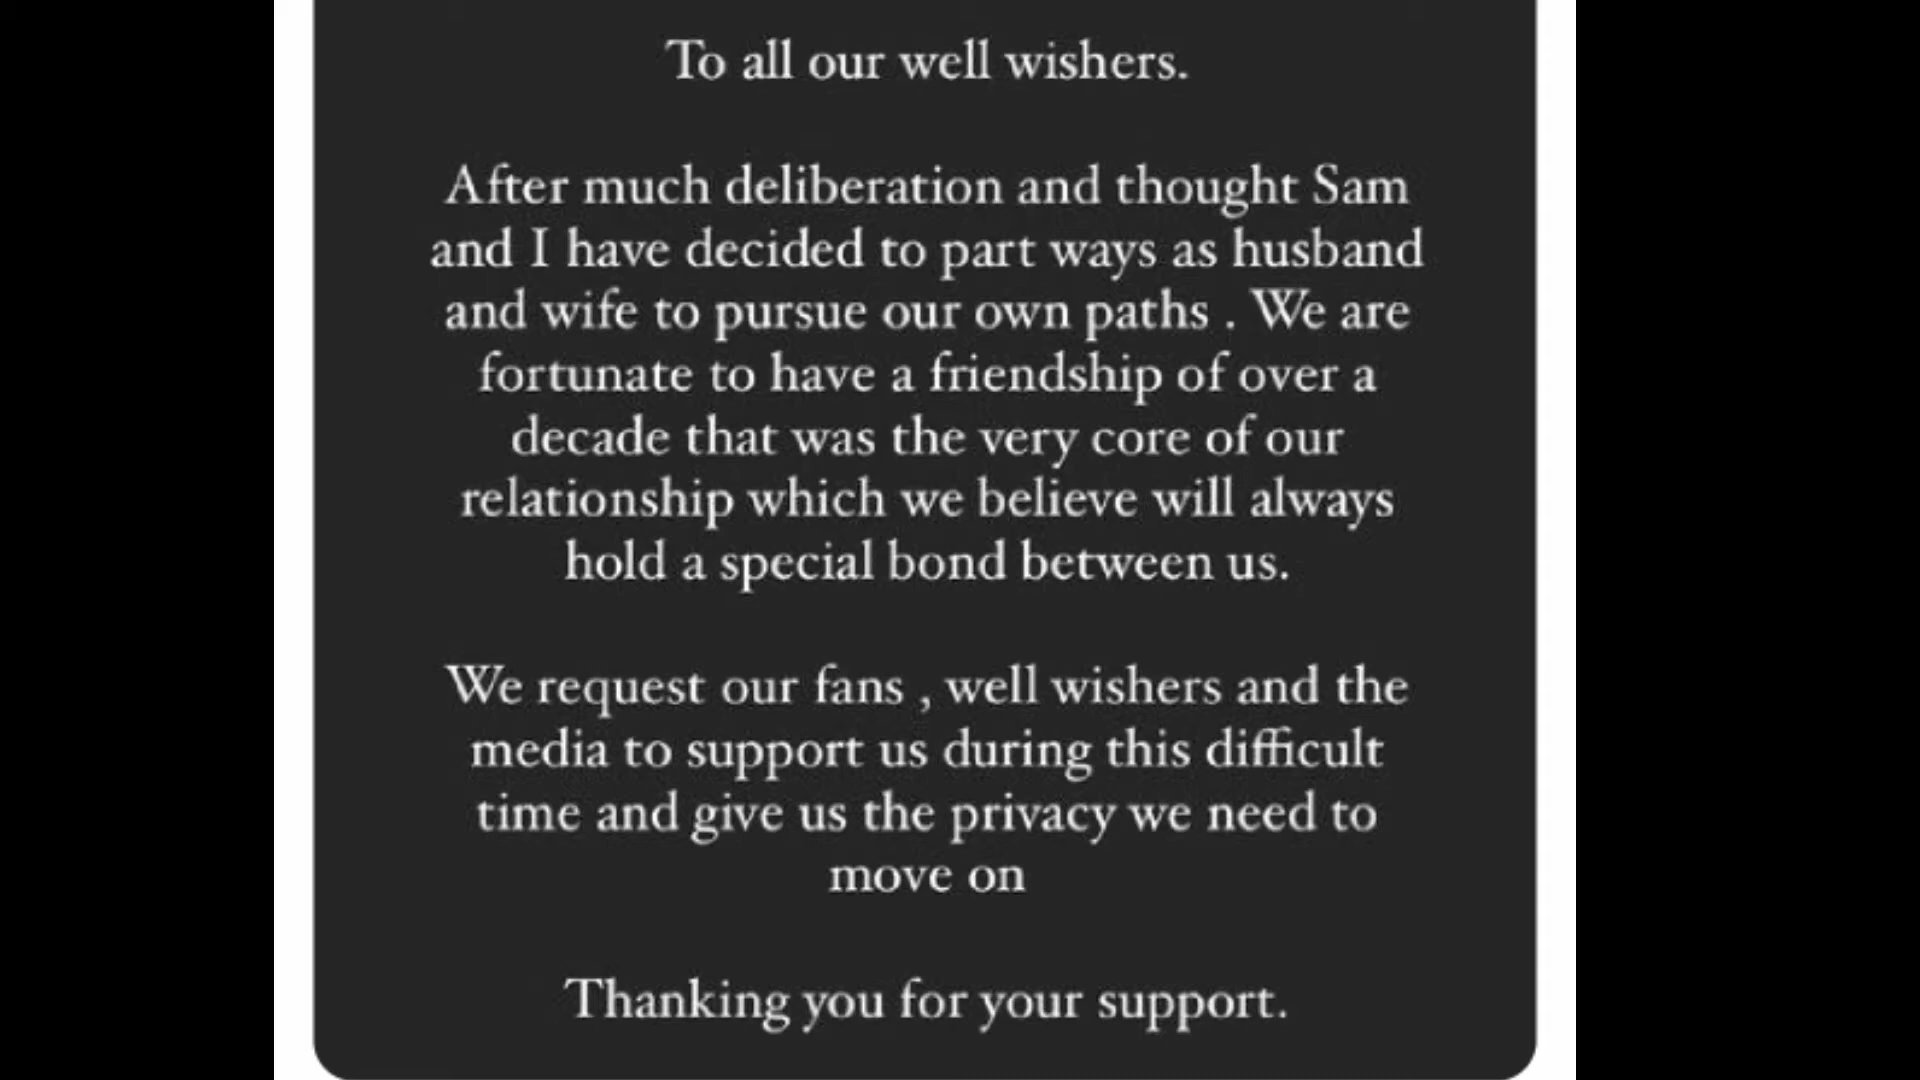 To all our well wishers.
After much deliberation and thought Sam
and I have decided to part ways as husband
and wife to pursue our own paths . We are
fortunate to have a friendship of over a
decade that was the very core of our
relationship which we believe will always
hold a special bond between us.
We request our fans , well wishers and the
media to support us during this difficult
time and give us the privacy we need to
move on
Thanking you for your support.